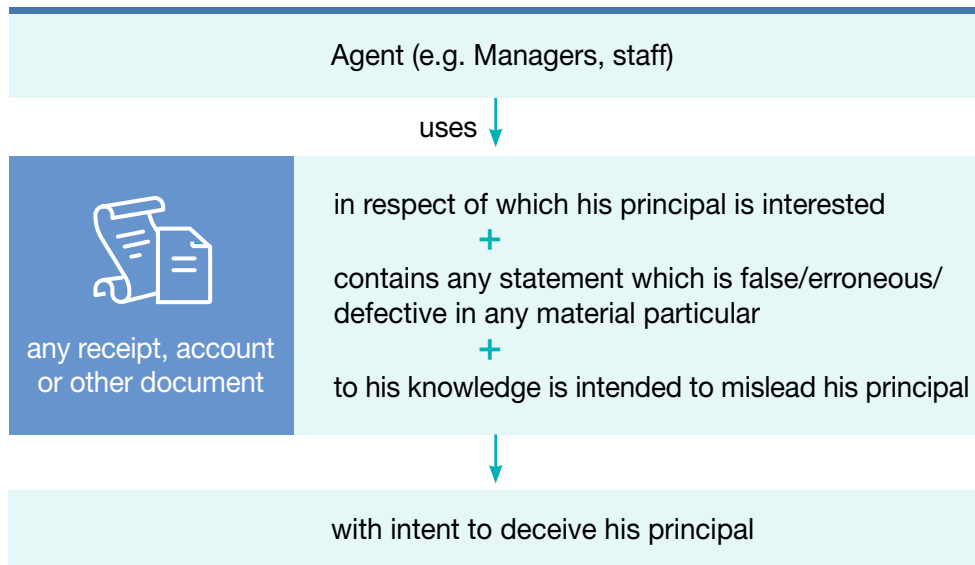 Agent (e.g. Managers, staff)
uses
any receipt, account
or other document
in respect of which his principal is interested
+
contains any statement which is false/erroneous/
defective in any material particular
+
to his knowledge is intended to mislead his principal
with intent to deceive his principal